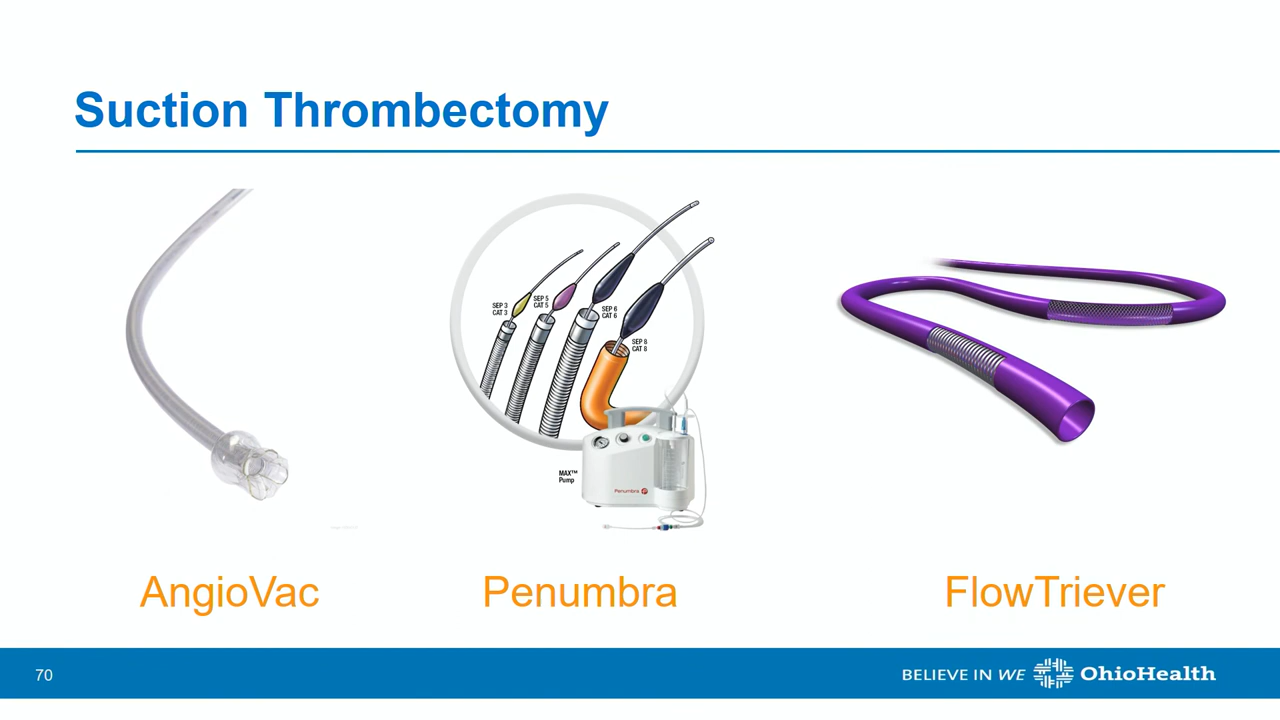 Suction Thrombectomy
SEP 3
CAT 3
SEP 5
CAT 5
SEP 6
CAT 6
SEP 8
CAT 8
MAX™
Pump
Penumbra
AngioVac
Penumbra
FlowTriever
70
BELIEVE IN WE OhioHealth